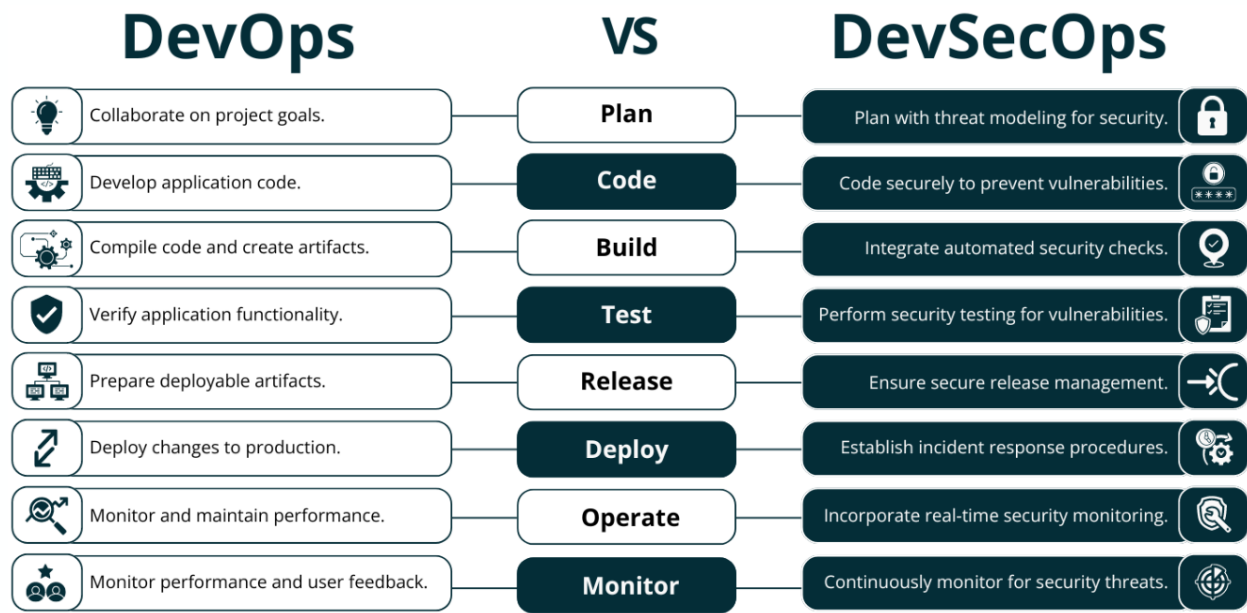 DevOps VS DevSecOps
Collaborate on project goals. Plan Plan with threat modeling for security.
Develop application code. Code Code securely to prevent vulnerabilities.
Compile code and create artifacts. Build Integrate automated security checks.
Verify application functionality. Test Perform security testing for vulnerabilities.
Prepare deployable artifacts. Release Ensure secure release management.
Deploy changes to production. Deploy Establish incident response procedures.
Monitor and maintain performance. Operate Incorporate real-time security monitoring.
Monitor performance and user feedback. Monitor Continuously monitor for security threats.